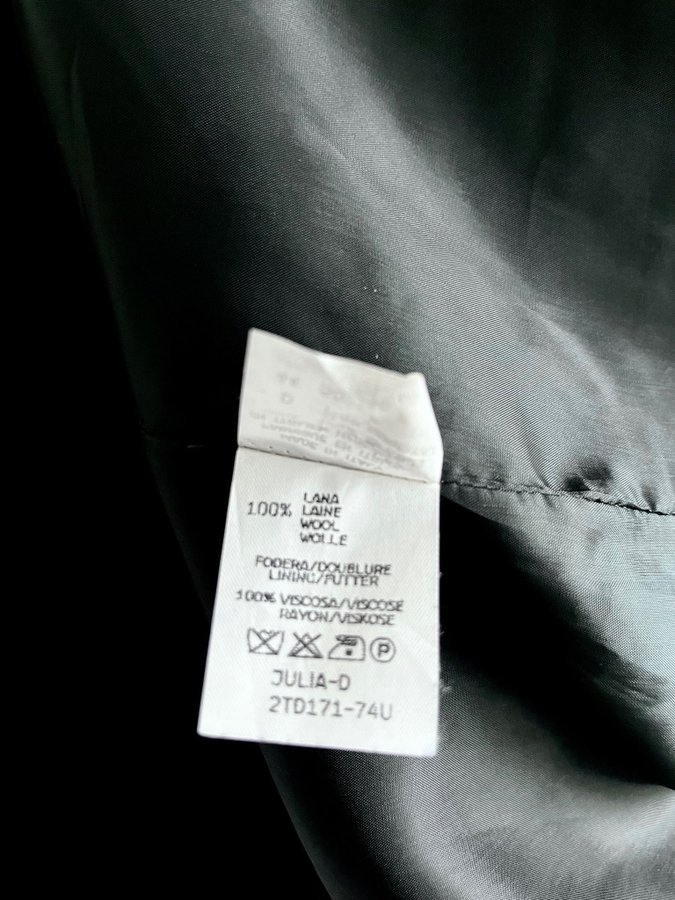 100% LANA
LAINE
WOOL
WOLLE
FODERA/DOUBLURE
LINING/FUTTER
100% VISCOSA/VISCOSE
RAYON/VISKOSE
P
JULIA-D
2TD171-74U